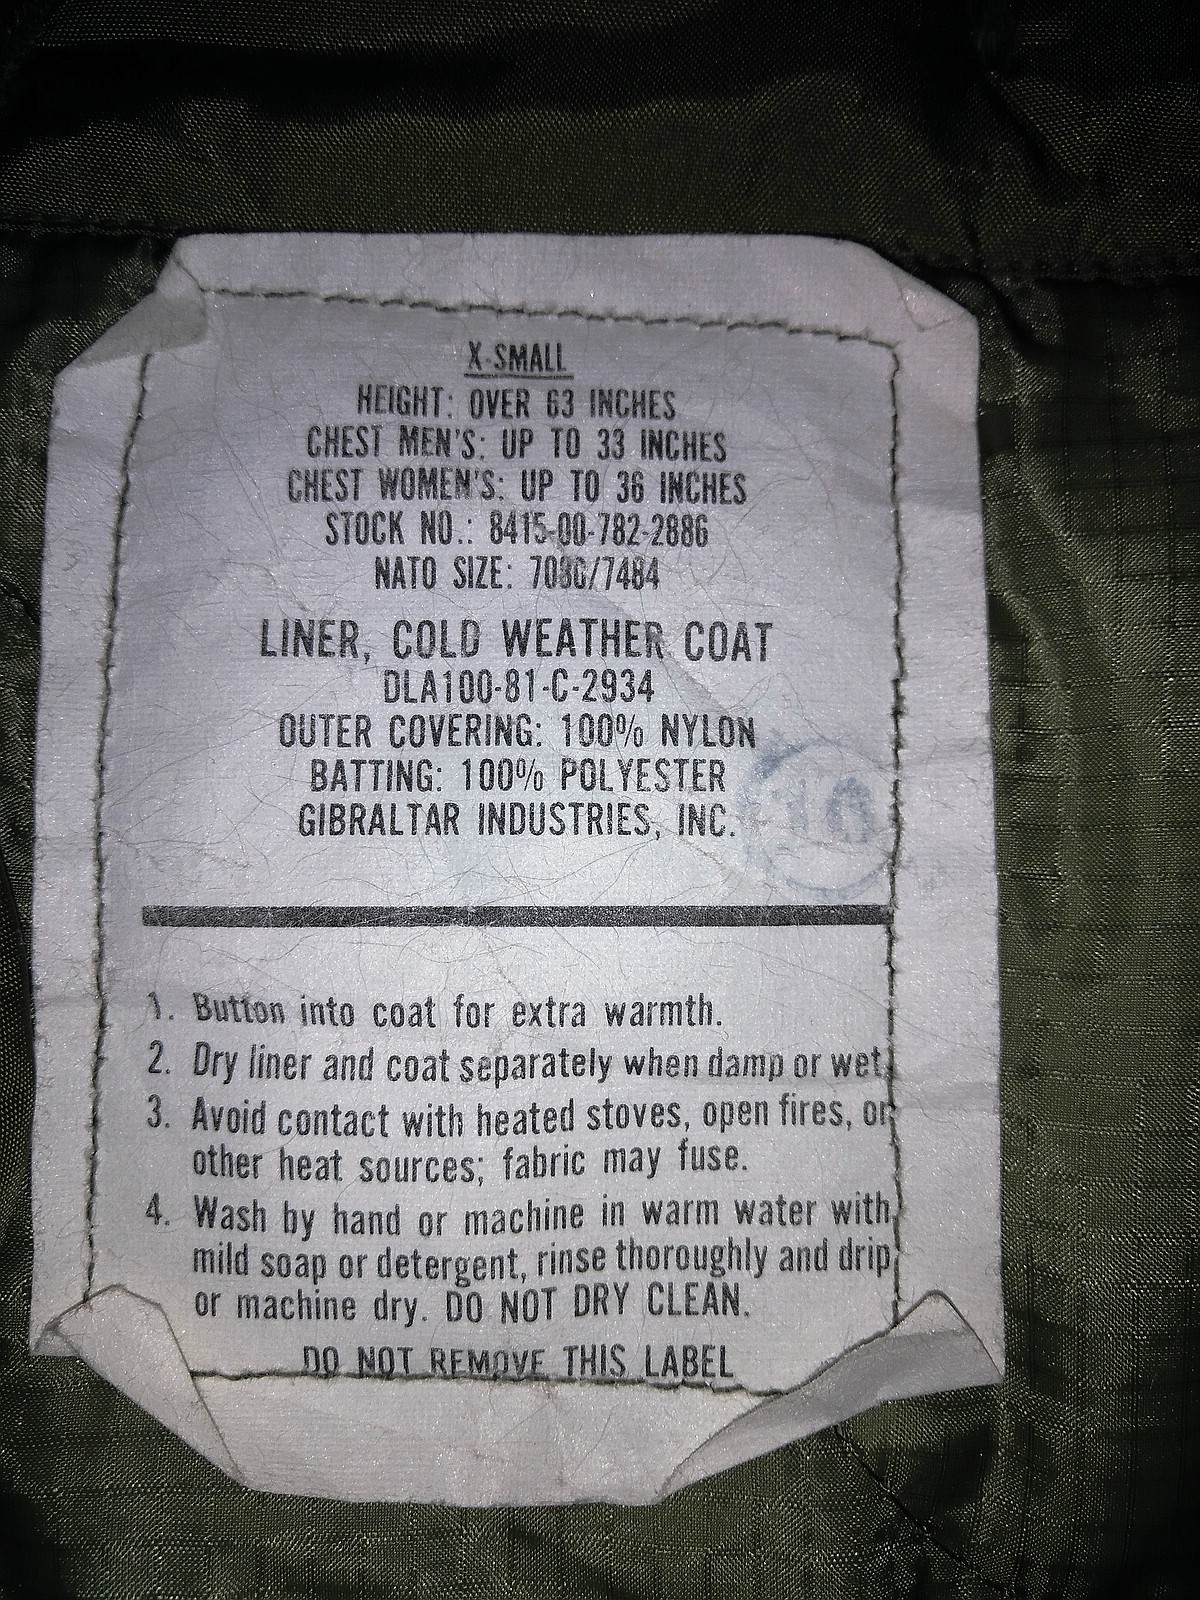 X-SMALL
HEIGHT: OVER 63 INCHES
CHEST MEN'S: UP TO 33 INCHES
CHEST WOMEN'S: UP TO 36 INCHES
STOCK NO.: 8415-00-782-2886
NATO SIZE: 7080/7484
LINER, COLD WEATHER COAT
DLA100-81-C-2934
OUTER COVERING: 100% NYLON
BATTING: 100% POLYESTER
GIBRALTAR INDUSTRIES, INC.
10
1. Button into coat for extra warmth.
2. Dry liner and coat separately when damp or wet.
3. Avoid contact with heated stoves, open fires, or
other heat sources; fabric may fuse.
4. Wash by hand or machine in warm water with
mild soap or detergent, rinse thoroughly and drip
or machine dry. DO NOT DRY CLEAN.
DO NOT REMOVE THIS LABEL